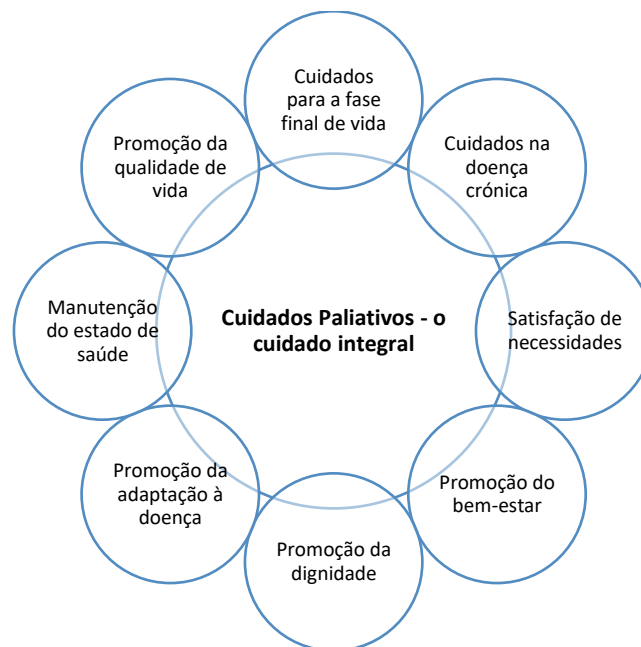 Cuidados
para a fase
final de vida
Cuidados na
doença
crónica
Satisfação de
necessidades
Promoção do
bem-estar
Promoção da
dignidade
Promoção da
adaptação à
doença
Manutenção
do estado de
saúde
Promoção da
qualidade de
vida
Cuidados Paliativos - o
cuidado integral